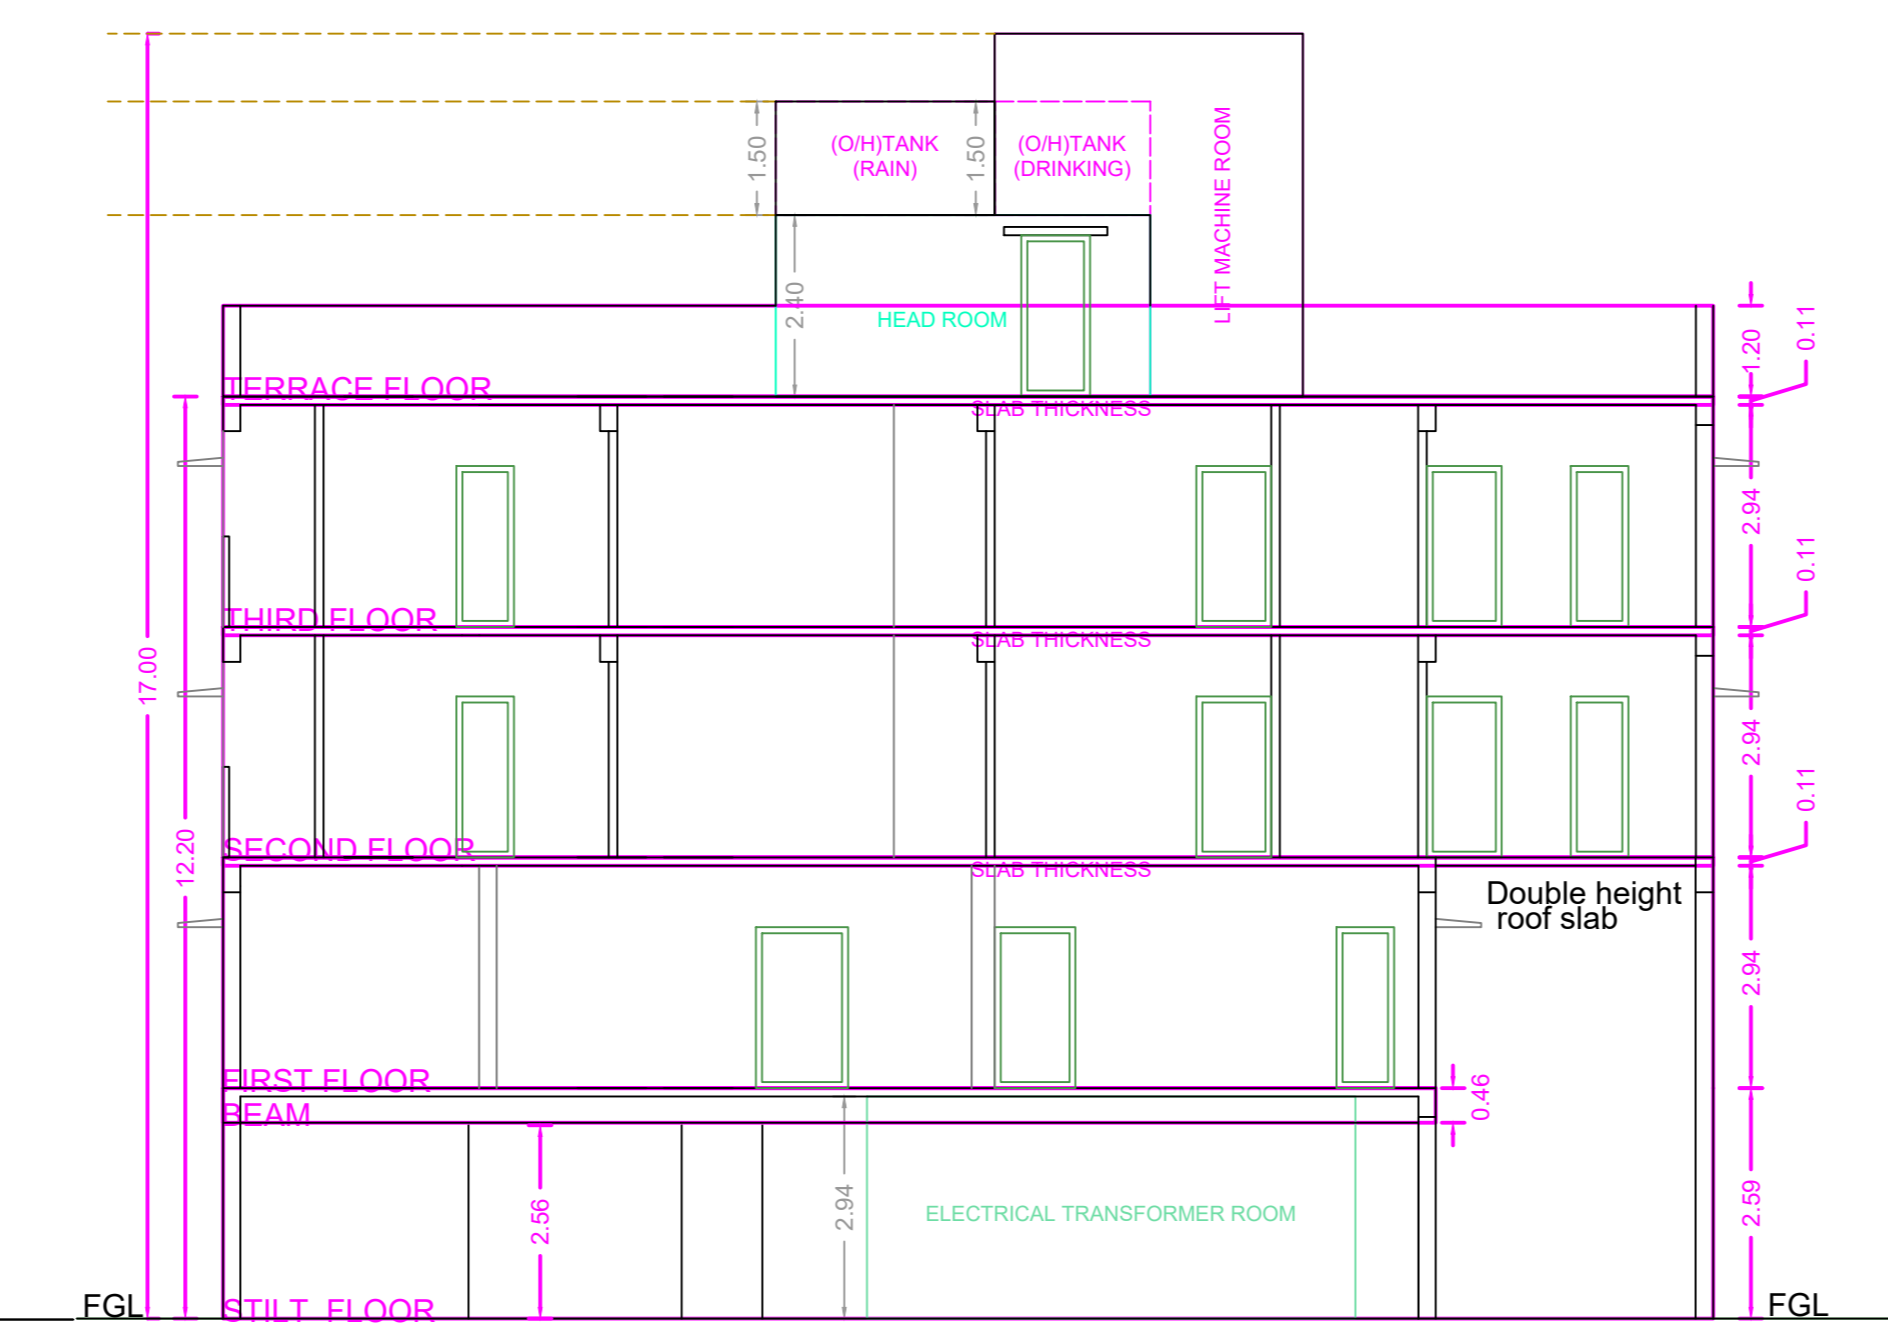 1.50
(O/H)TANK
(RAIN)
1.50
(O/H)TANK
(DRINKING)
LIFT MACHINE ROOM
2.40
HEAD ROOM
1.20
0.11
TERRACE FLOOR
SLAB THICKNESS
2.94
0.11
THIRD FLOOR
SLAB THICKNESS
17.00
2.94
0.11
12.20
SECOND FLOOR
SLAB THICKNESS
Double height
roof slab
2.94
FIRST FLOOR
0.46
BEAM
2.56
2.94
ELECTRICAL TRANSFORMER ROOM
2.59
FGL
STILT FLOOR
FGL